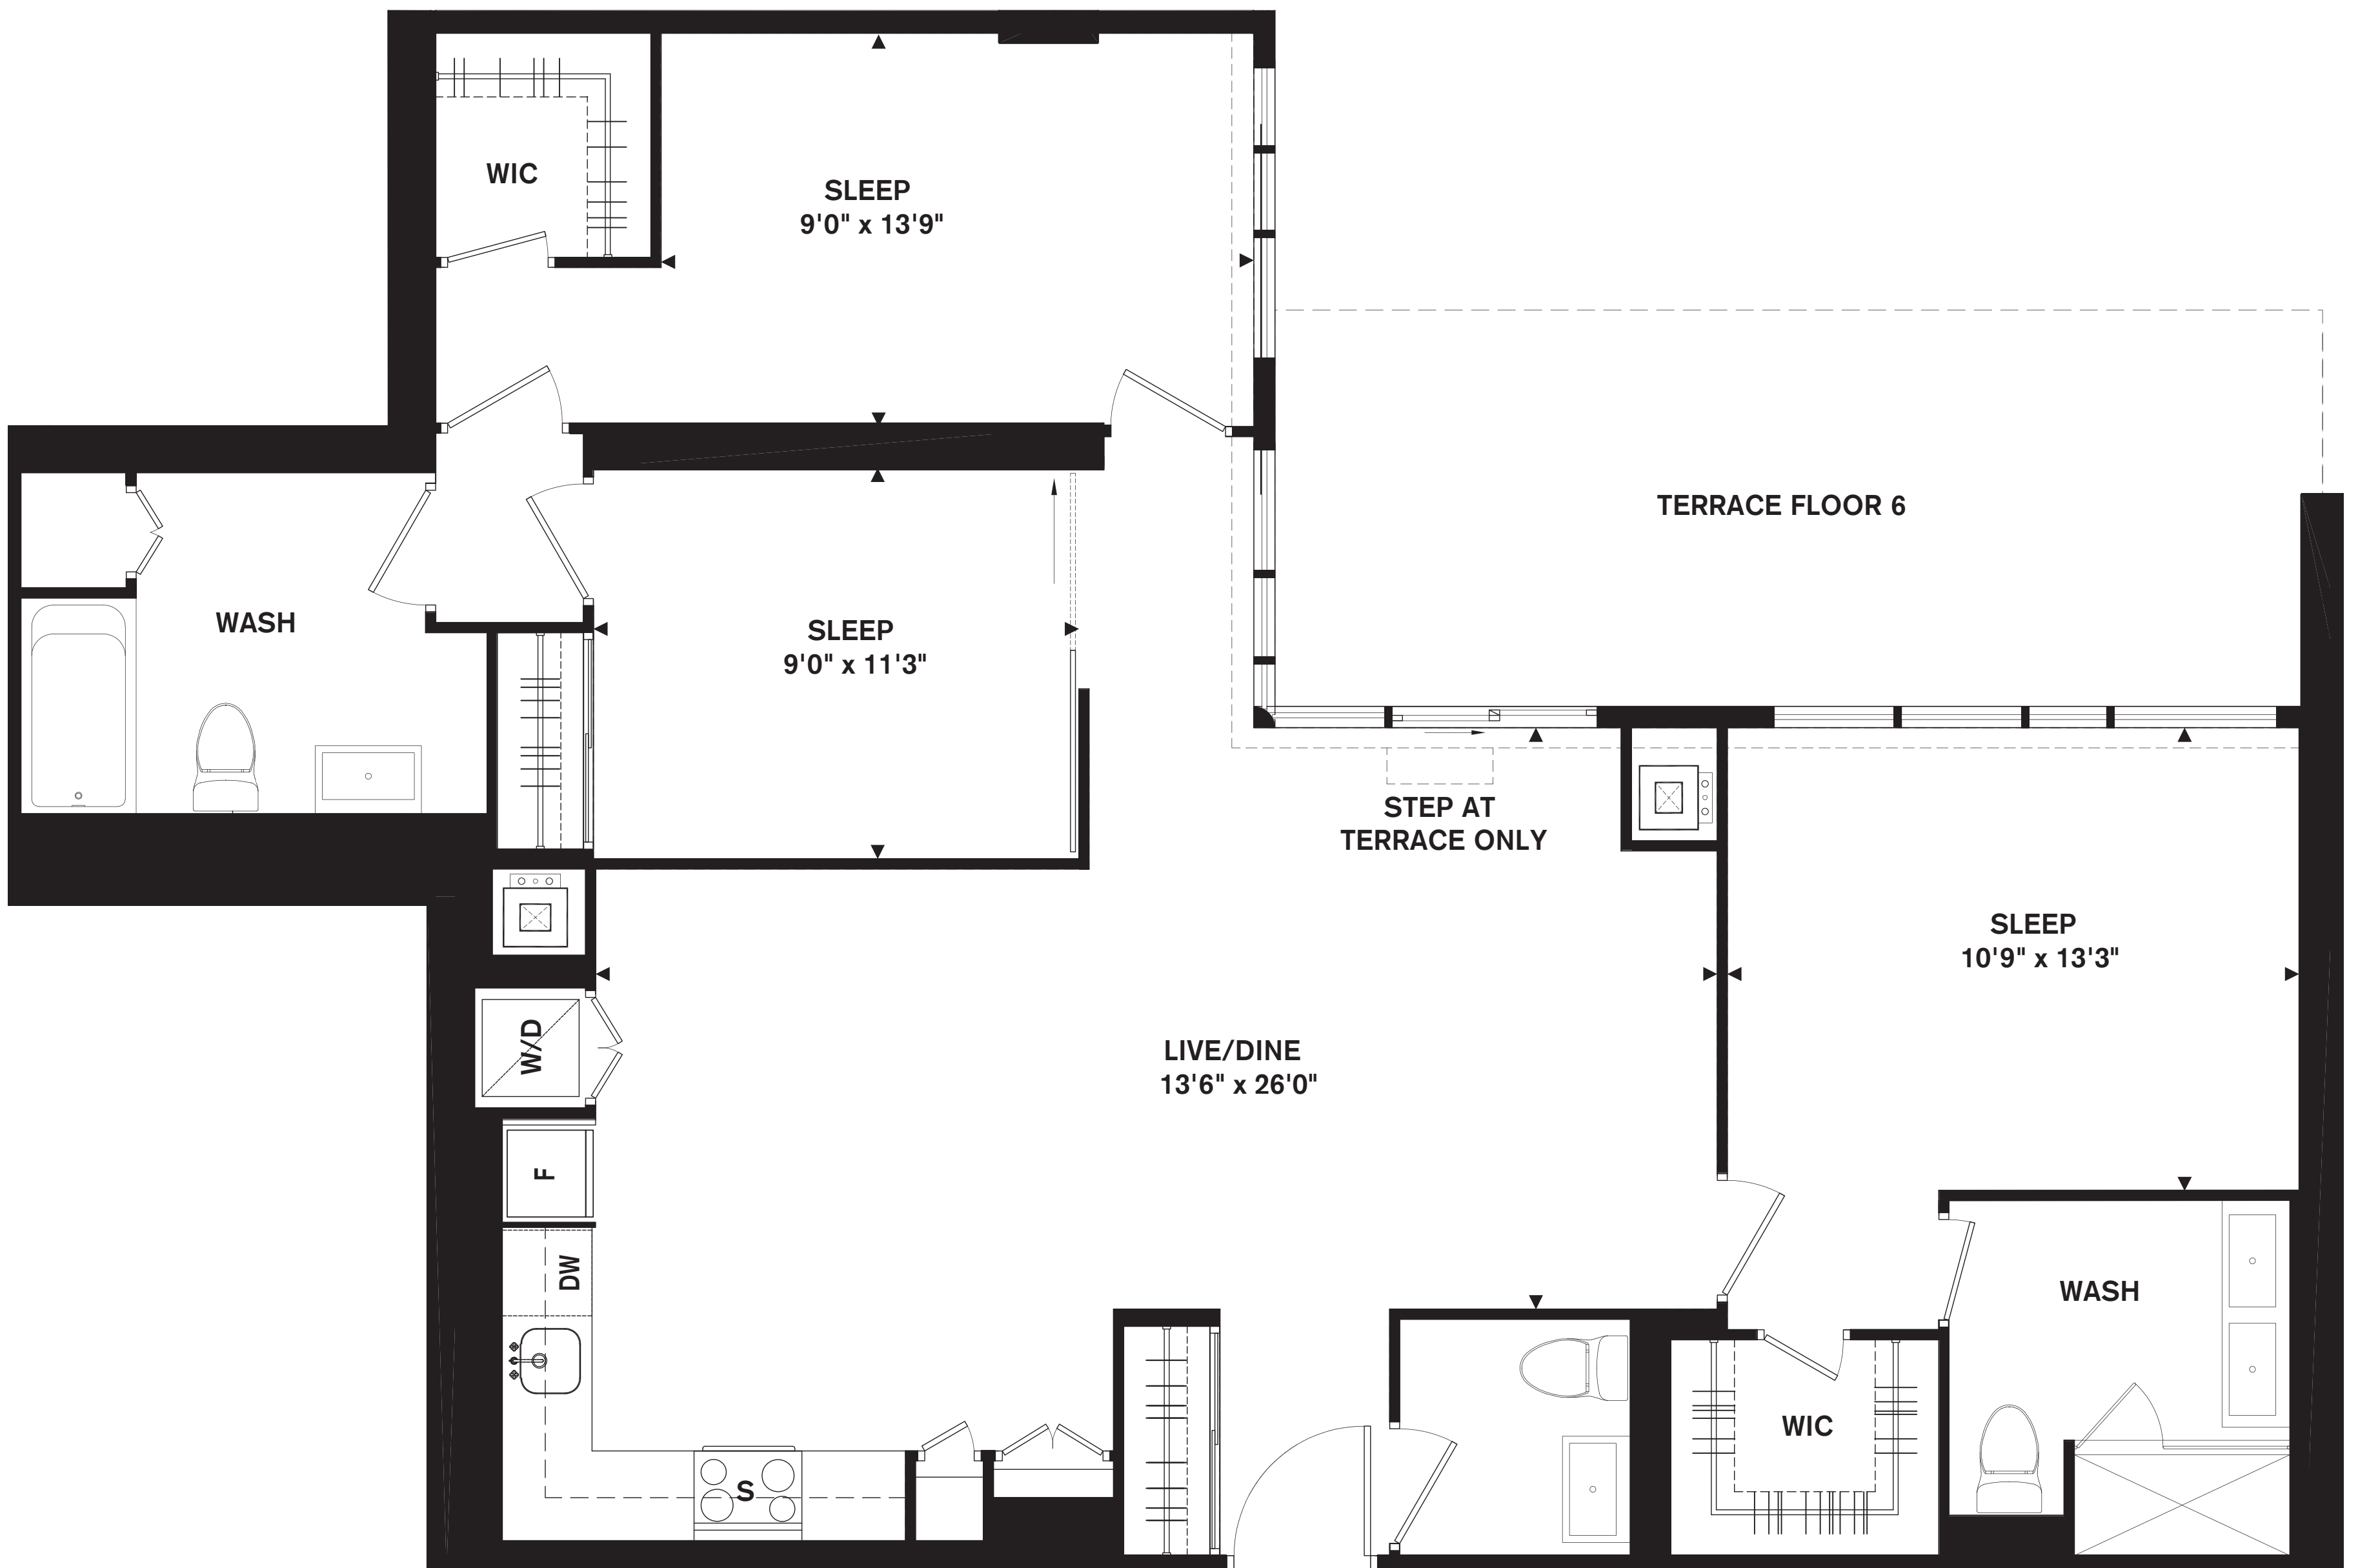 WIC
SLEEP
9'0" x 13'9"
TERRACE FLOOR 6
WASH
SLEEP
9'0" x 11'3"
STEP AT
TERRACE ONLY
SLEEP
10'9" x 13'3"
W/D
LIVE/DINE
13'6" x 26'0"
F
DW
WASH
WIC
S